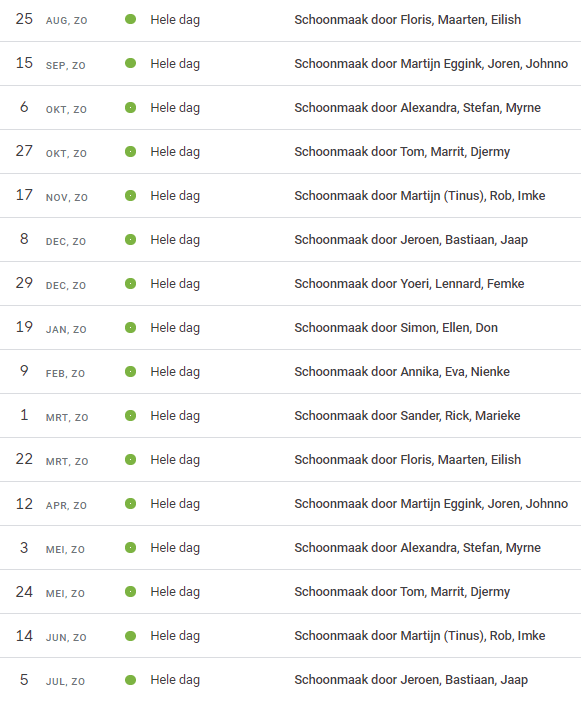 25 AUG, ZO Hele dag Schoonmaak door Floris, Maarten, Eilish
15 SEP, ZO Hele dag Schoonmaak door Martijn Eggink, Joren, Johnno
6 OKT, ZO Hele dag Schoonmaak door Alexandra, Stefan, Myrne
27 OKT, ZO Hele dag Schoonmaak door Tom, Marrit, Djermy
17 NOV, ZO Hele dag Schoonmaak door Martijn (Tinus), Rob, Imke
8 DEC, ZO Hele dag Schoonmaak door Jeroen, Bastiaan, Jaap
29 DEC, ZO Hele dag Schoonmaak door Yoeri, Lennard, Femke
19 JAN, ZO Hele dag Schoonmaak door Simon, Ellen, Don
9 FEB, ZO Hele dag Schoonmaak door Annika, Eva, Nienke
1 MRT, ZO Hele dag Schoonmaak door Sander, Rick, Marieke
22 MRT, ZO Hele dag Schoonmaak door Floris, Maarten, Eilish
12 APR, ZO Hele dag Schoonmaak door Martijn Eggink, Joren, Johnno
3 MEI, ZO Hele dag Schoonmaak door Alexandra, Stefan, Myrne
24 MEI, ZO Hele dag Schoonmaak door Tom, Marrit, Djermy
14 JUN, ZO Hele dag Schoonmaak door Martijn (Tinus), Rob, Imke
5 JUL, ZO Hele dag Schoonmaak door Jeroen, Bastiaan, Jaap